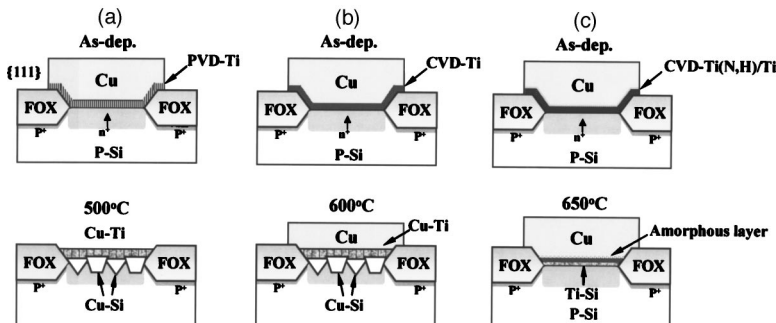 (a) (b) (c)
As-dep. As-dep. As-dep.
{111} PVD-Ti CVD-Ti CVD-Ti(N,H)/Ti
Cu Cu Cu
FOX FOX FOX FOX FOX FOX
P+ n+ P+ P+ n+ P+ P+ n+ P+
P-Si P-Si P-Si
500°C 600°C 650°C
Cu-Ti Cu Cu-Ti Cu Amorphous layer
FOX FOX FOX FOX FOX FOX
P+ Cu-Si P+ Cu-Si P+ Ti-Si P+
P-Si